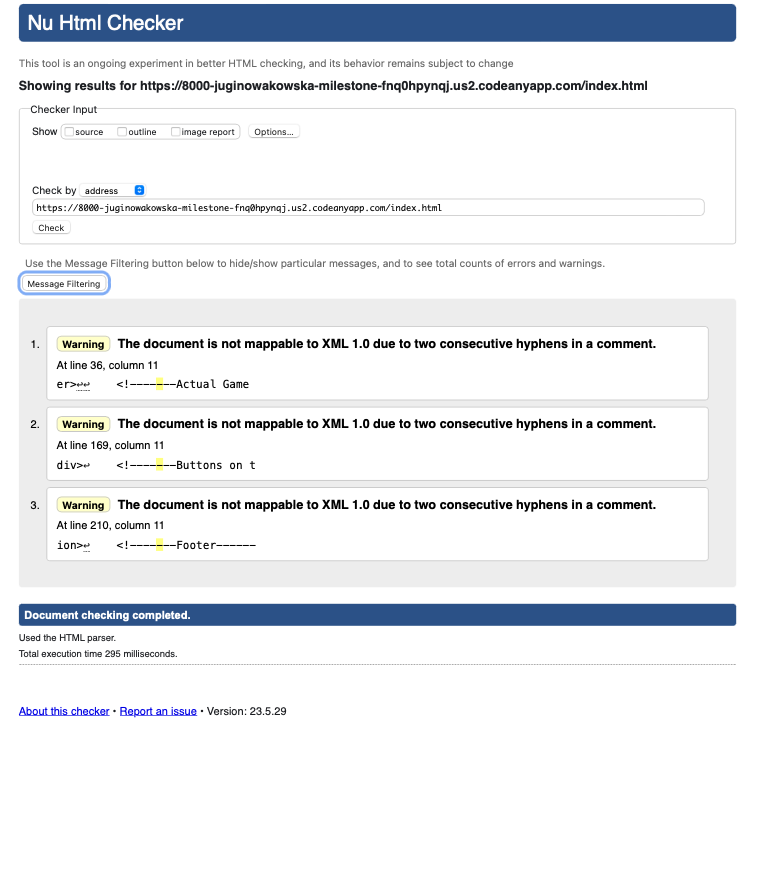 Nu Html Checker
This tool is an ongoing experiment in better HTML checking, and its behavior remains subject to change
Showing results for https://8000-juginowakowska-milestone-fnq0hpynqj.us2.codeanyapp.com/index.html
Checker Input
Show source outline image report Options...
Check by address
https://8000-juginowakowska-milestone-fnq0hpynqj.us2.codeanyapp.com/index.html
Check
Use the Message Filtering button below to hide/show particular messages, and to see total counts of errors and warnings.
Message Filtering
1. Warning The document is not mappable to XML 1.0 due to two consecutive hyphens in a comment.
At line 36, column 11
er>↩↩    <!-------Actual Game
2. Warning The document is not mappable to XML 1.0 due to two consecutive hyphens in a comment.
At line 169, column 11
div>↩    <!-------Buttons on t
3. Warning The document is not mappable to XML 1.0 due to two consecutive hyphens in a comment.
At line 210, column 11
ion>↩    <!-------Footer------
Document checking completed.
Used the HTML parser.
Total execution time 295 milliseconds.
About this checker • Report an issue • Version: 23.5.29